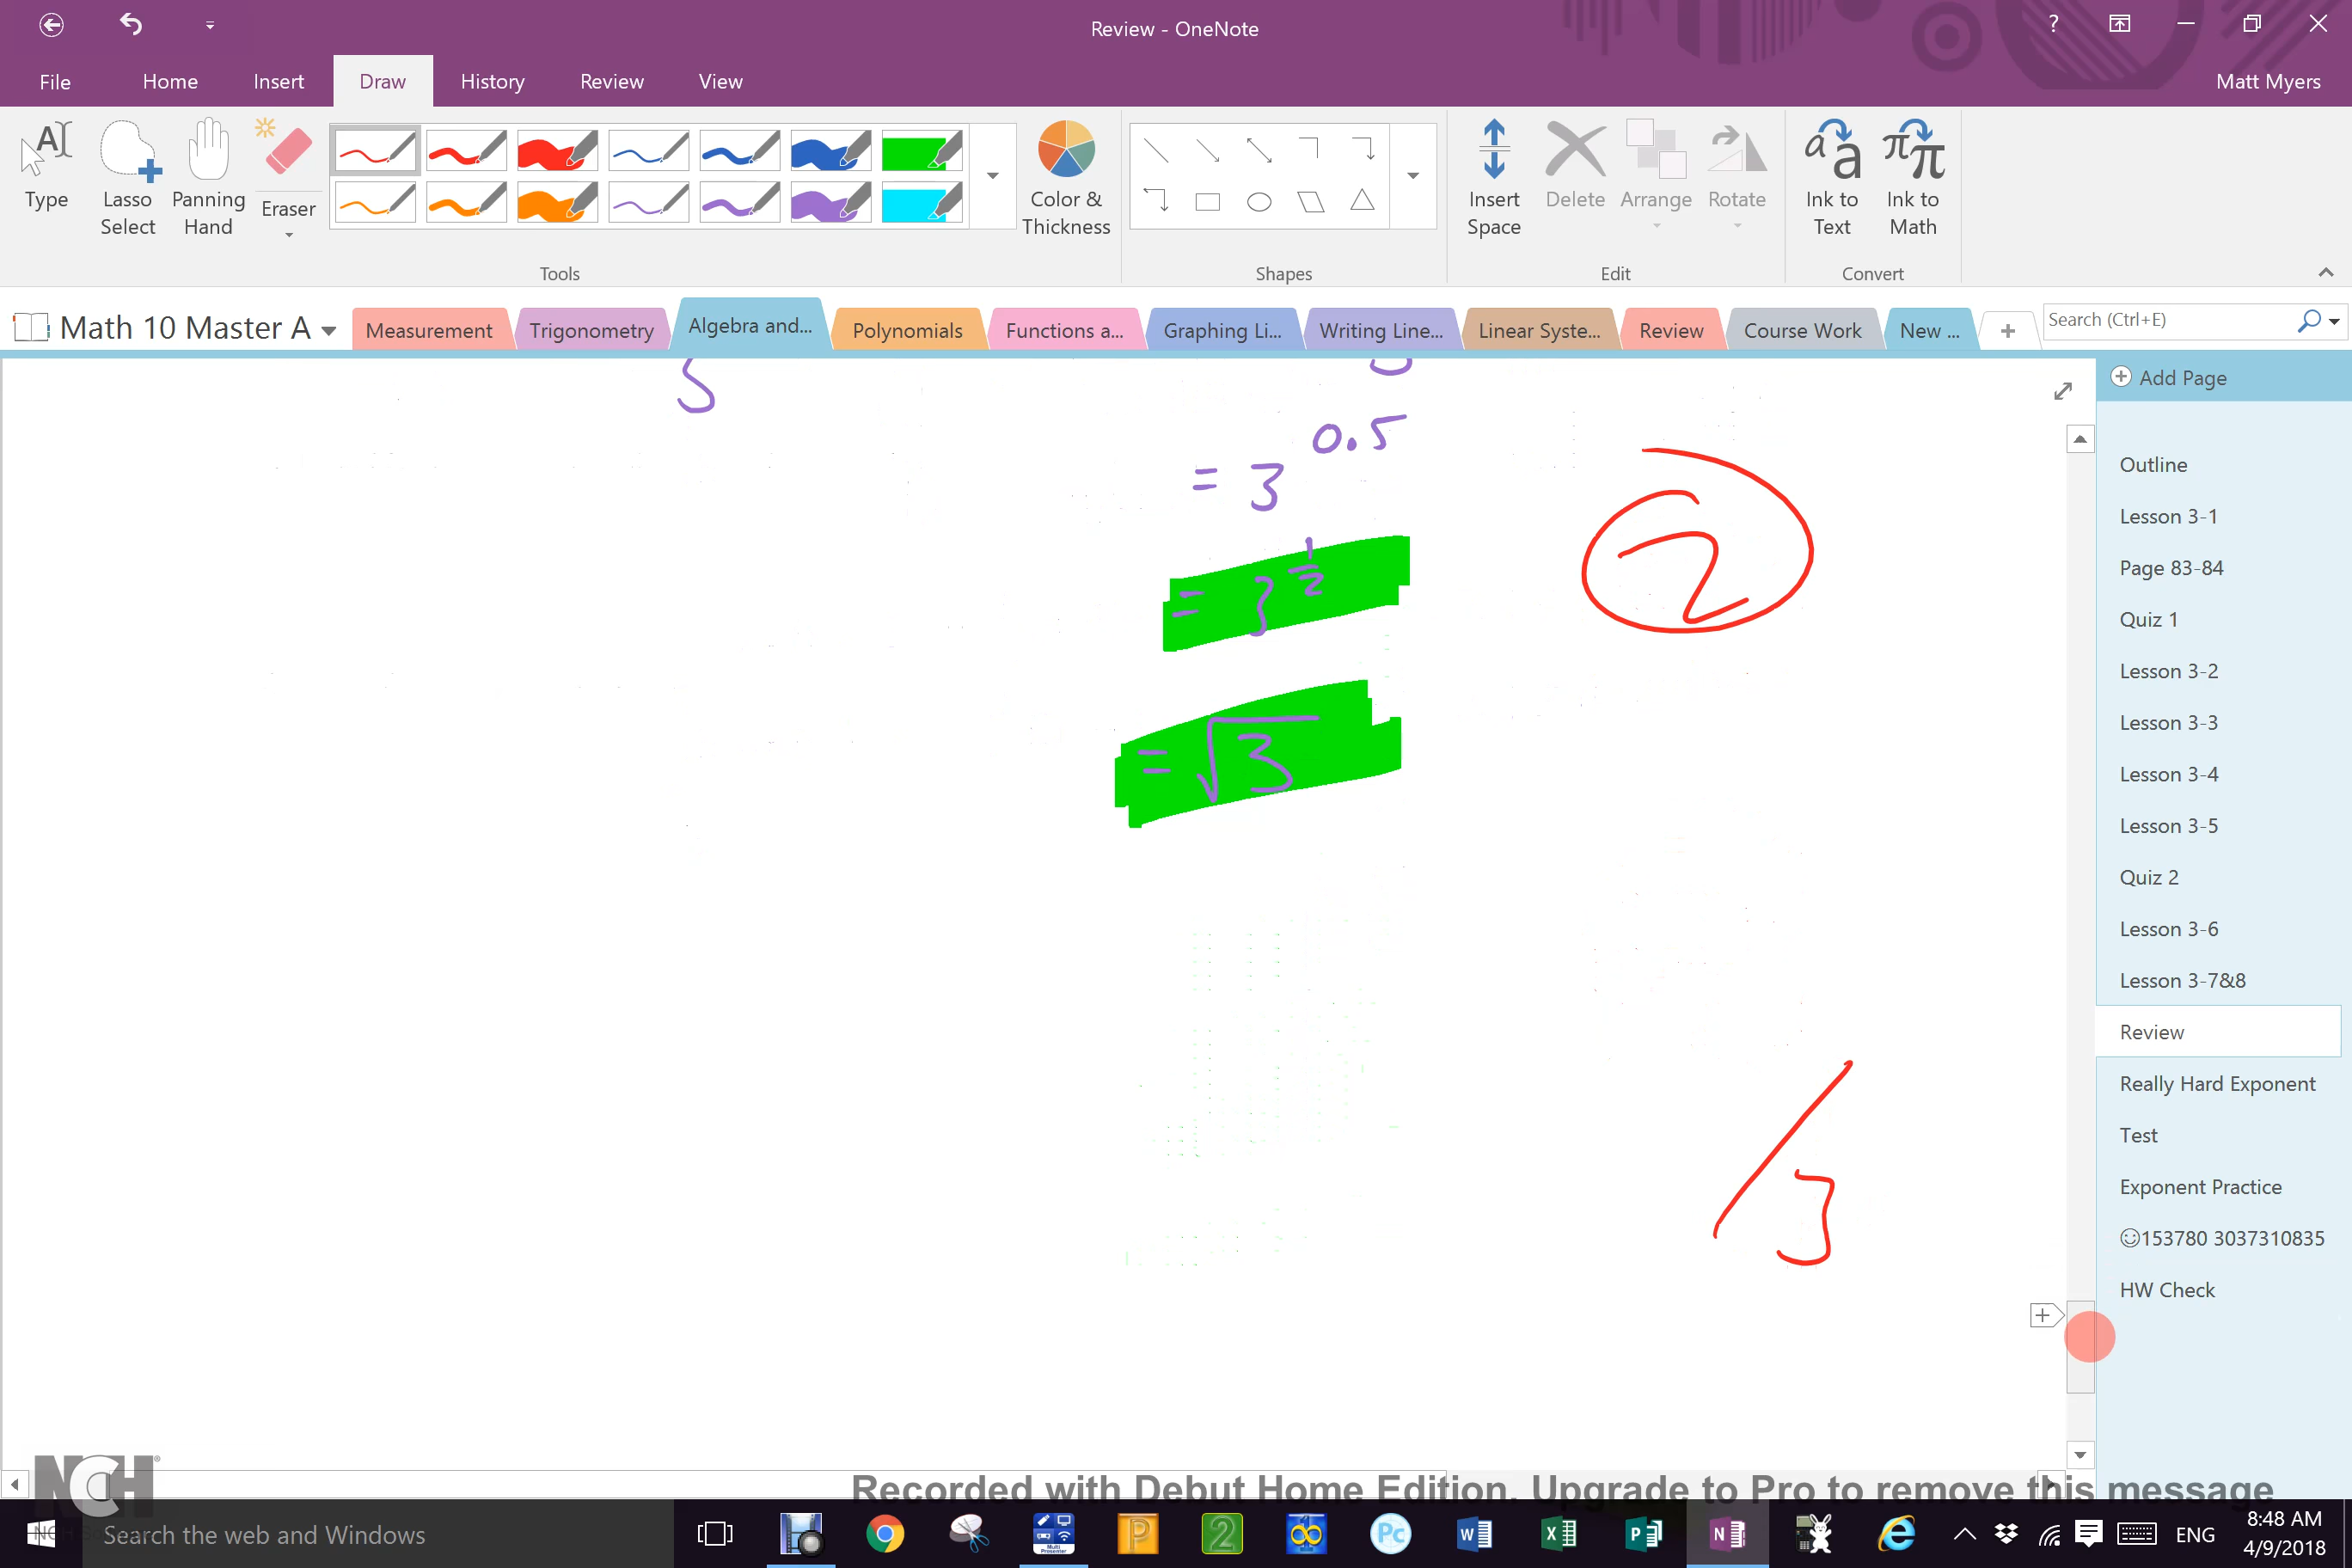 Review - OneNote
?
File
Home
Insert
Draw
History
Review
View
Matt Myers
Type
Lasso Select
Panning Hand
Eraser
Color & Thickness
Insert Space
Delete
Arrange
Rotate
Ink to Text
Ink to Math
Tools
Shapes
Edit
Convert
Math 10 Master A
Measurement
Trigonometry
Algebra and...
Polynomials
Functions a...
Graphing Li...
Writing Line...
Linear Syste...
Review
Course Work
New ...
Search (Ctrl+E)
Add Page
= 3^0.5
= 3^1/2
2
= √3
/3
Outline
Lesson 3-1
Page 83-84
Quiz 1
Lesson 3-2
Lesson 3-3
Lesson 3-4
Lesson 3-5
Quiz 2
Lesson 3-6
Lesson 3-7&8
Review
Really Hard Exponent
Test
Exponent Practice
☺153780 3037310835
HW Check
NCH
Recorded with Debut Home Edition. Upgrade to Pro to remove this message
Search the web and Windows
ENG
8:48 AM
4/9/2018